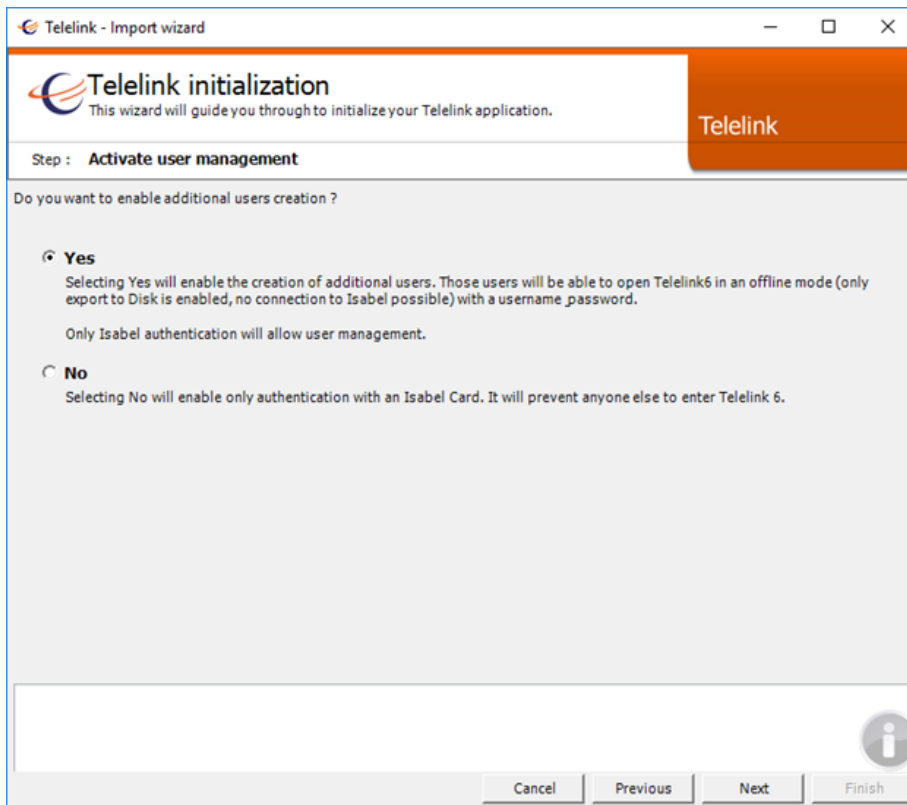 Telelink - Import wizard
Telelink initialization
This wizard will guide you through to initialize your Telelink application.
Telelink
Step : Activate user management
Do you want to enable additional users creation ?
Yes
Selecting Yes will enable the creation of additional users. Those users will be able to open Telelink6 in an offline mode (only
export to Disk is enabled, no connection to Isabel possible) with a username_password.
Only Isabel authentication will allow user management.
No
Selecting No will enable only authentication with an Isabel Card. It will prevent anyone else to enter Telelink 6.
Cancel Previous Next Finish